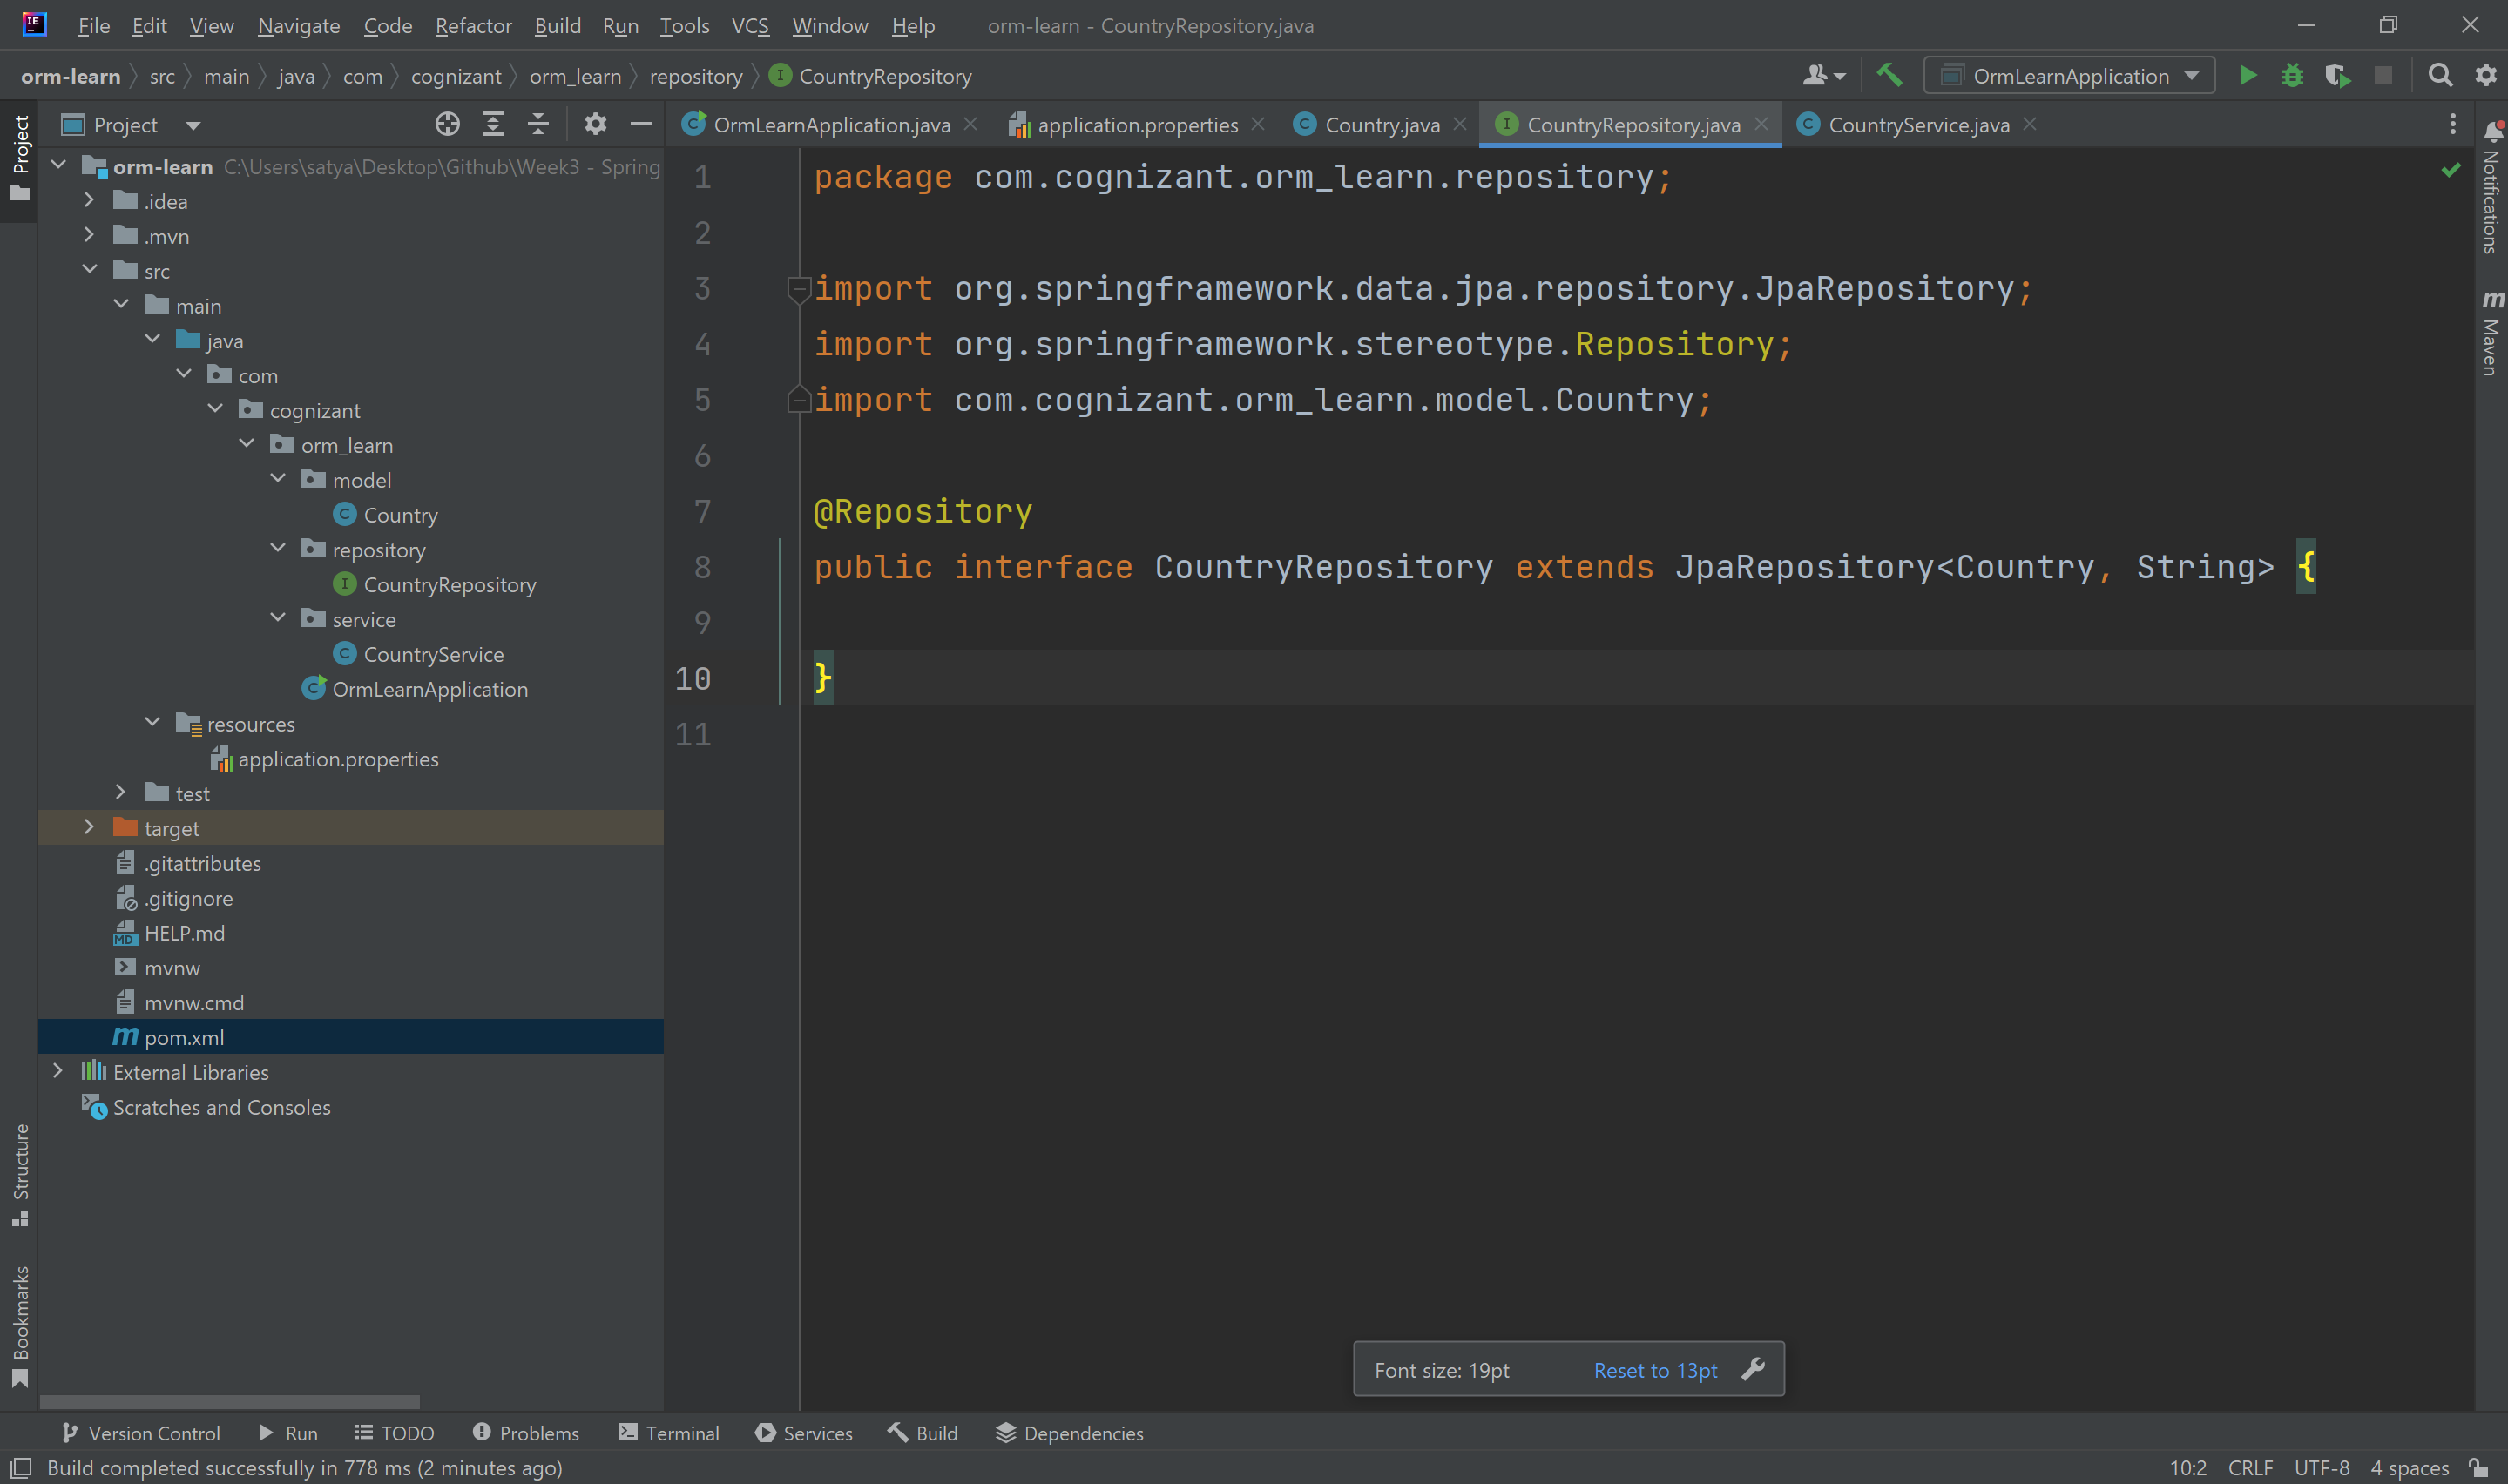 File Edit View Navigate Code Refactor Build Run Tools VCS Window Help orm-learn - CountryRepository.java
orm-learn src main java com cognizant orm_learn repository CountryRepository OrmLearnApplication
Project
Project
OrmLearnApplication.java application.properties Country.java CountryRepository.java CountryService.java
orm-learn C:\Users\satya\Desktop\Github\Week3 - Spring
.idea
.mvn
src
main
java
com
cognizant
orm_learn
model
Country
repository
CountryRepository
service
CountryService
OrmLearnApplication
resources
application.properties
test
target
.gitattributes
.gitignore
HELP.md
mvnw
mvnw.cmd
pom.xml
External Libraries
Scratches and Consoles
Structure
Bookmarks
1 package com.cognizant.orm_learn.repository;
2
3 import org.springframework.data.jpa.repository.JpaRepository;
4 import org.springframework.stereotype.Repository;
5 import com.cognizant.orm_learn.model.Country;
6
7 @Repository
8 public interface CountryRepository extends JpaRepository<Country, String> {
9
10 }
11
Notifications
Maven
Font size: 19pt Reset to 13pt
Version Control Run TODO Problems Terminal Services Build Dependencies
Build completed successfully in 778 ms (2 minutes ago) 10:2 CRLF UTF-8 4 spaces